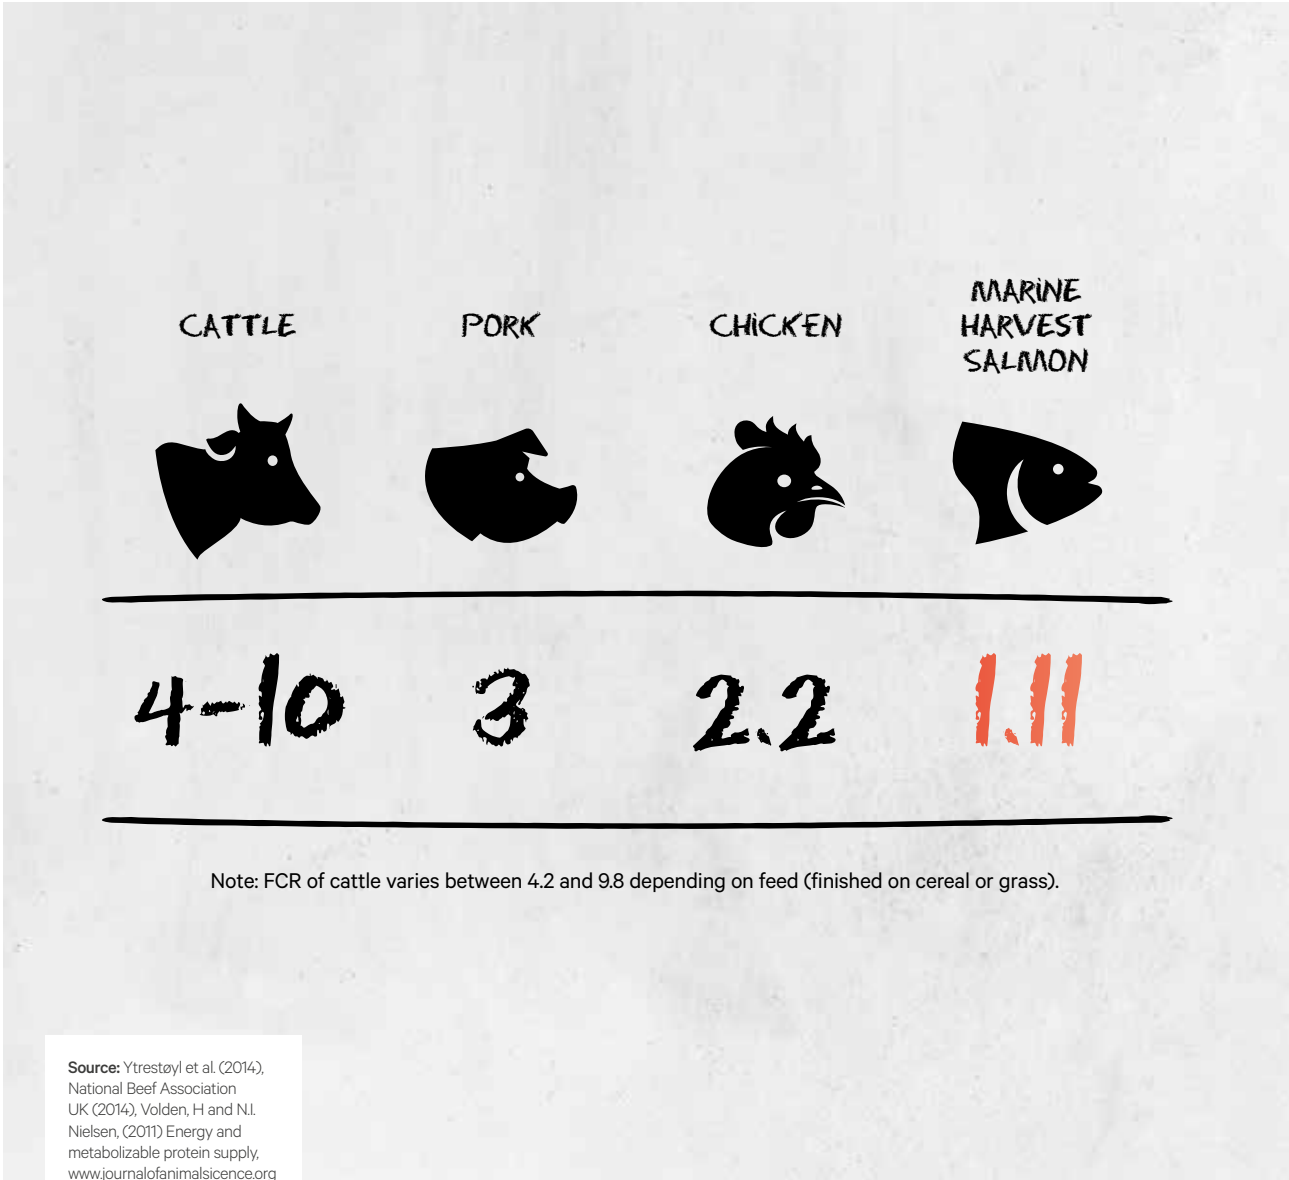 CATTLE
PORK
CHICKEN
MARINE
HARVEST
SALMON
4-10
3
2.2
1.11
Note: FCR of cattle varies between 4.2 and 9.8 depending on feed (finished on cereal or grass).
Source: Ytrestøyl et al. (2014),
National Beef Association
UK (2014), Volden, H and N.I.
Nielsen, (2011) Energy and
metabolizable protein supply,
www.journalofanimalsicence.org